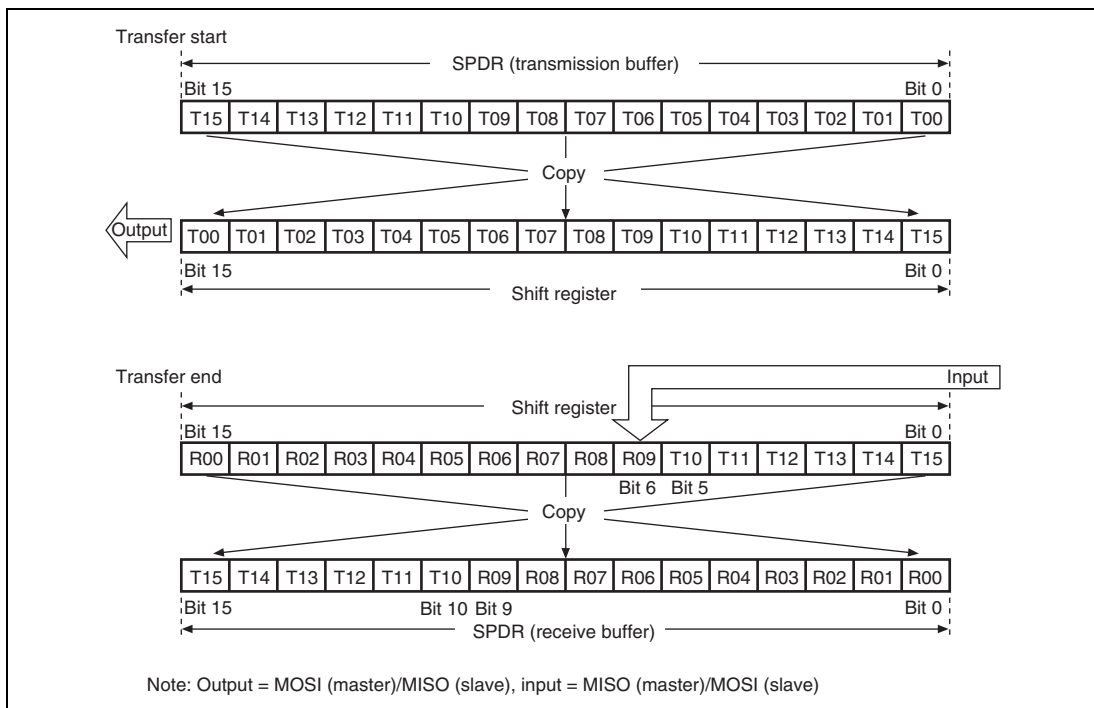 Transfer start
SPDR (transmission buffer)
Bit 15 Bit 0
T15 T14 T13 T12 T11 T10 T09 T08 T07 T06 T05 T04 T03 T02 T01 T00
Copy
Output T00 T01 T02 T03 T04 T05 T06 T07 T08 T09 T10 T11 T12 T13 T14 T15
Bit 15 Bit 0
Shift register
Transfer end Input
Shift register
Bit 15 Bit 0
R00 R01 R02 R03 R04 R05 R06 R07 R08 R09 T10 T11 T12 T13 T14 T15
Bit 6 Bit 5
Copy
T15 T14 T13 T12 T11 T10 R09 R08 R07 R06 R05 R04 R03 R02 R01 R00
Bit 15 Bit 10 Bit 9 Bit 0
SPDR (receive buffer)
Note: Output = MOSI (master)/MISO (slave), input = MISO (master)/MOSI (slave)